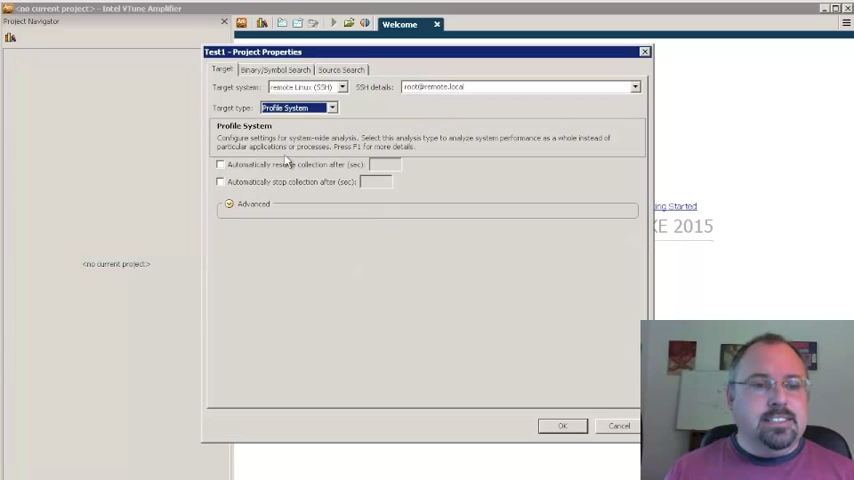 <no current project> - Intel VTune Amplifier
Project Navigator
Welcome
Test1 - Project Properties
Target
Binary/Symbol Search
Source Search
Target system:
remote Linux (SSH)
SSH details:
root@remote.local
Target type:
Profile System
Profile System
Configure settings for system-wide analysis. Select this analysis type to analyze system performance as a whole instead of
particular applications or processes. Press F1 for more details.
Automatically resume collection after (sec):
Automatically stop collection after (sec):
Advanced
ing Started
XE 2015
<no current project>
OK
Cancel